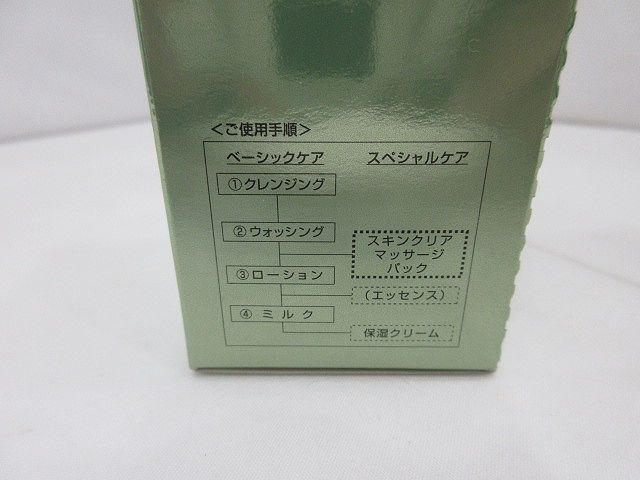 ＜ご使用手順＞
ベーシックケア
スペシャルケア
①クレンジング
②ウォッシング
スキンクリア
マッサージ
パック
③ローション
（エッセンス）
④ミルク
保湿クリーム